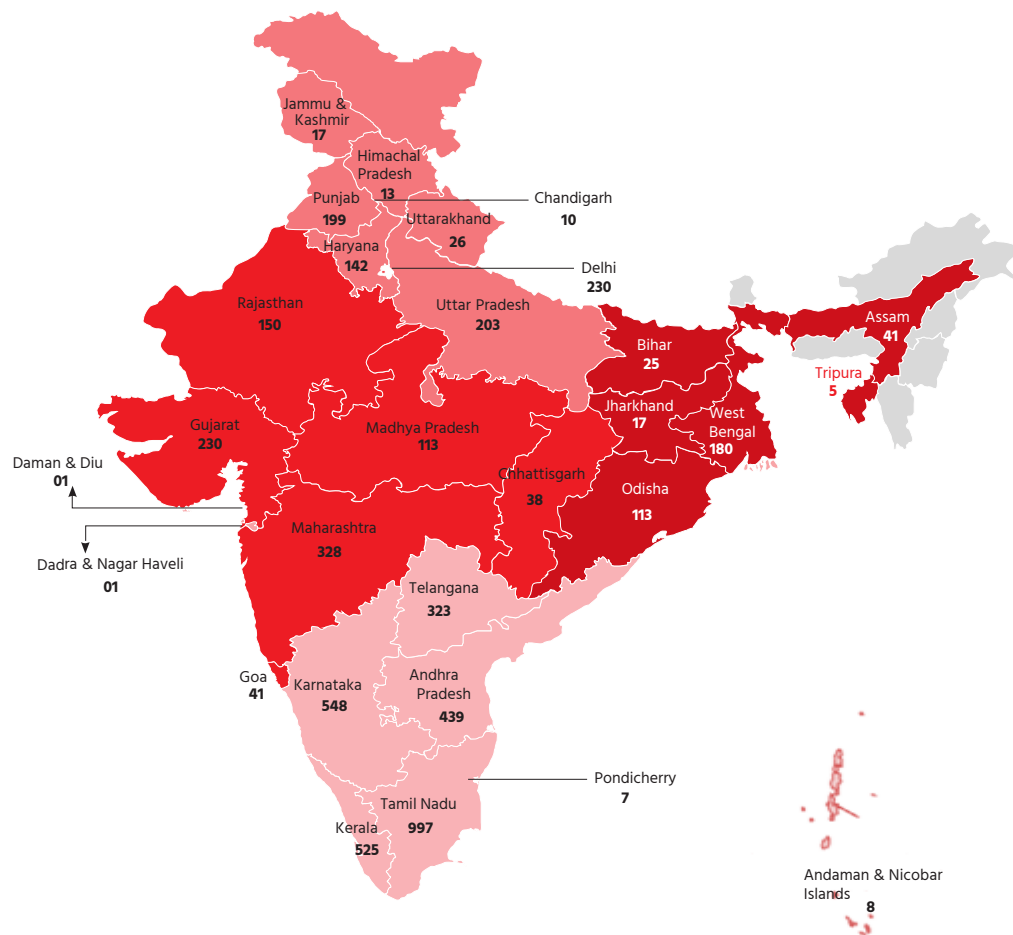 Jammu &
Kashmir
17
Himachal
Pradesh
13
Punjab
199
Chandigarh
10
Uttarakhand
26
Haryana
142
Delhi
230
Rajasthan
150
Uttar Pradesh
203
Assam
41
Bihar
25
Tripura
5
Jharkhand
17
West
Bengal
180
Gujarat
230
Madhya Pradesh
113
Daman & Diu
01
Chhattisgarh
38
Odisha
113
Maharashtra
328
Dadra & Nagar Haveli
01
Telangana
323
Goa
41
Karnataka
548
Andhra
Pradesh
439
Pondicherry
7
Tamil Nadu
997
Kerala
525
Andaman & Nicobar
Islands
8